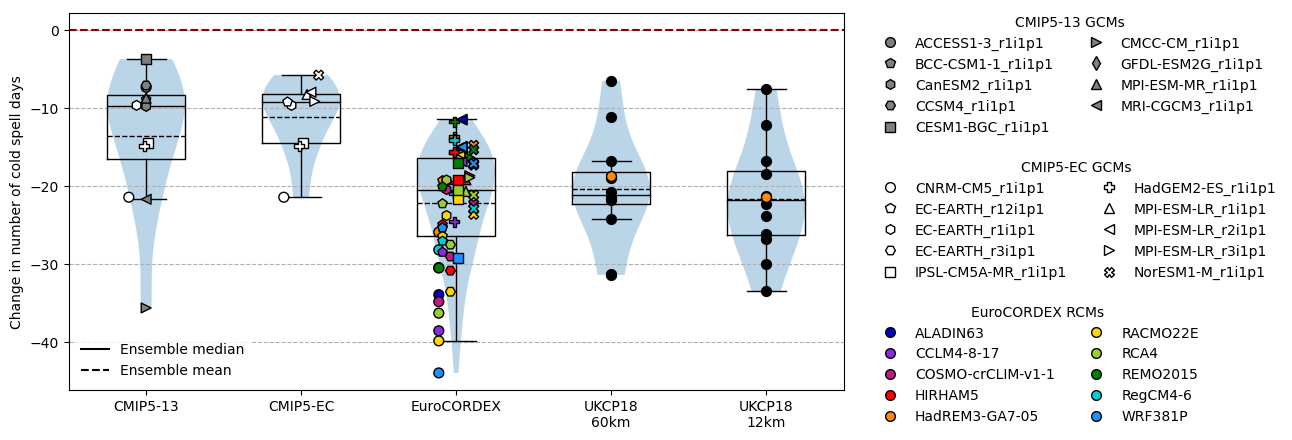 Change in number of cold spell days
0
−10
−20
−30
−40
Ensemble median
Ensemble mean
CMIP5-13
CMIP5-EC
EuroCORDEX
UKCP18
60km
UKCP18
12km
CMIP5-13 GCMs
ACCESS1-3_r1i1p1
BCC-CSM1-1_r1i1p1
CanESM2_r1i1p1
CCSM4_r1i1p1
CESM1-BGC_r1i1p1
CMCC-CM_r1i1p1
GFDL-ESM2G_r1i1p1
MPI-ESM-MR_r1i1p1
MRI-CGCM3_r1i1p1
CMIP5-EC GCMs
CNRM-CM5_r1i1p1
EC-EARTH_r12i1p1
EC-EARTH_r1i1p1
EC-EARTH_r3i1p1
IPSL-CM5A-MR_r1i1p1
HadGEM2-ES_r1i1p1
MPI-ESM-LR_r1i1p1
MPI-ESM-LR_r2i1p1
MPI-ESM-LR_r3i1p1
NorESM1-M_r1i1p1
EuroCORDEX RCMs
ALADIN63
CCLM4-8-17
COSMO-crCLIM-v1-1
HIRHAM5
HadREM3-GA7-05
RACMO22E
RCA4
REMO2015
RegCM4-6
WRF381P